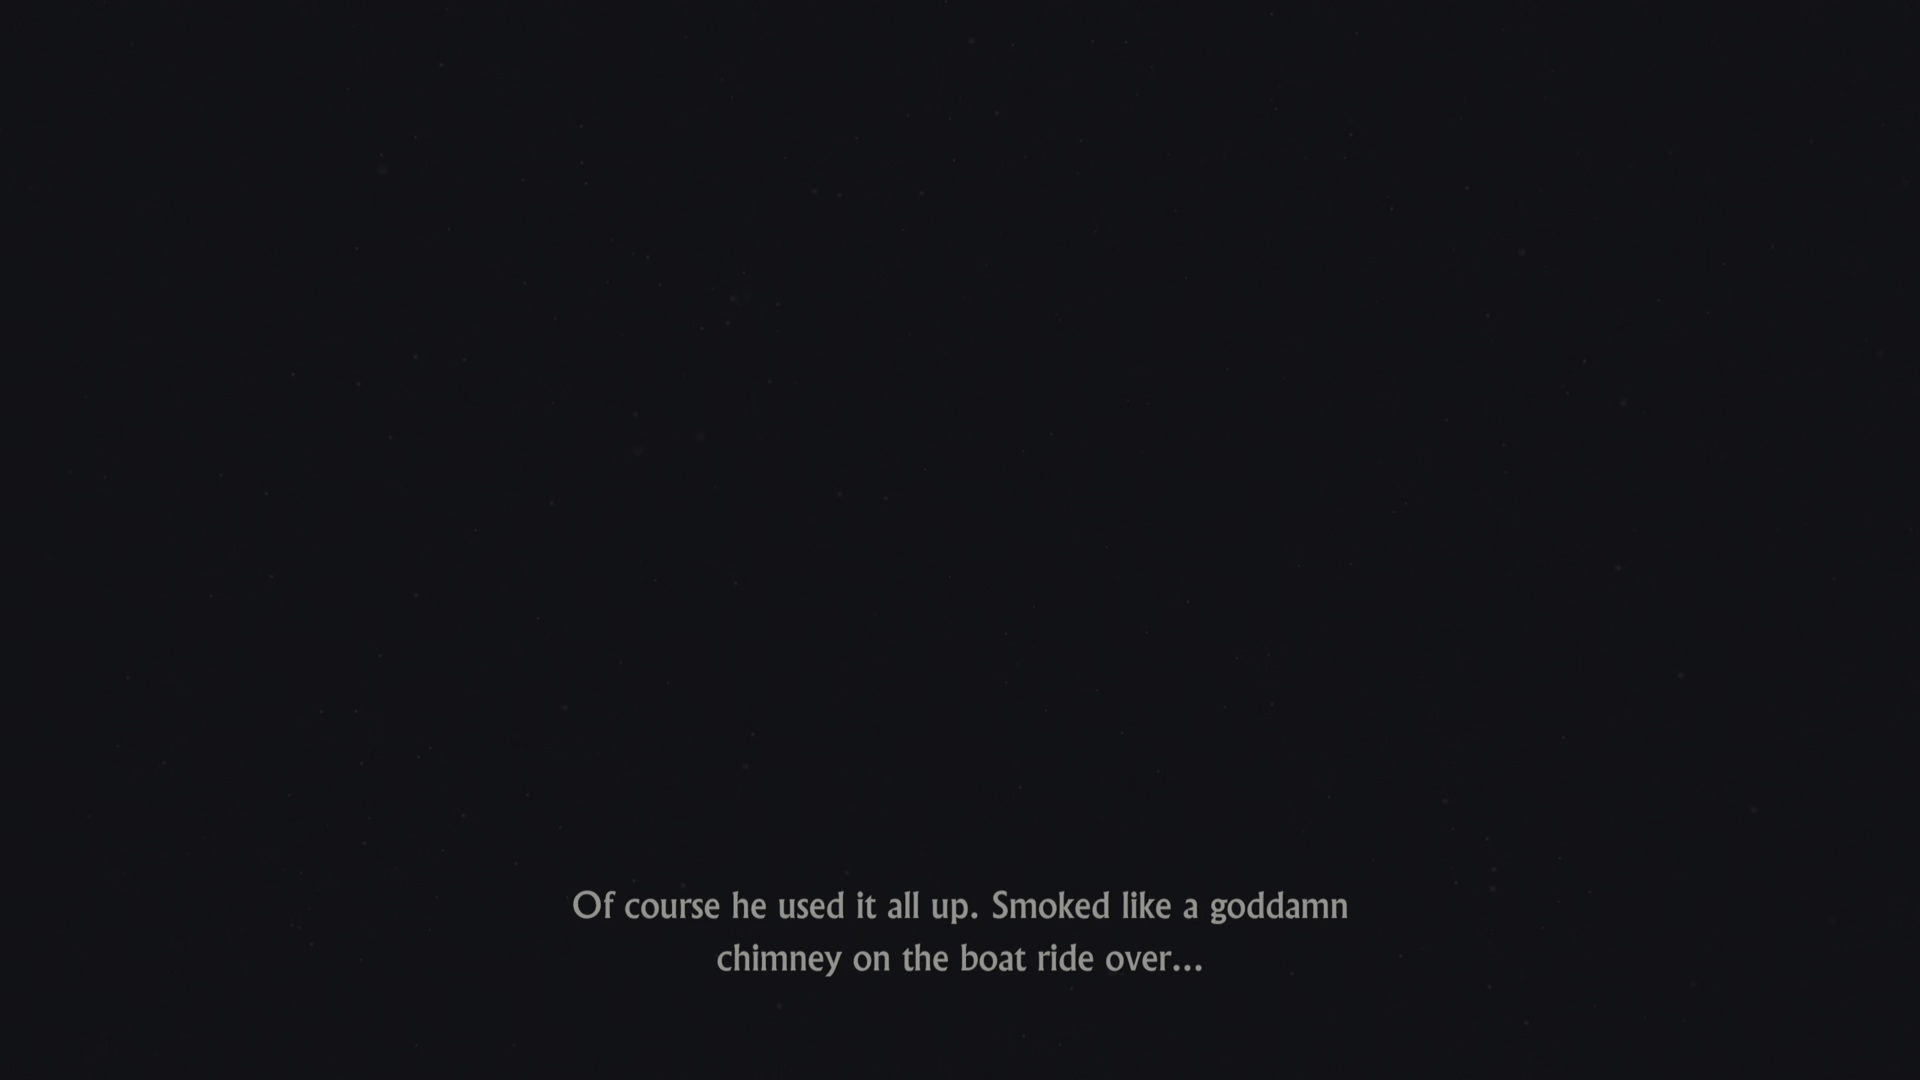 Of course he used it all up. Smoked like a goddamn
chimney on the boat ride over...